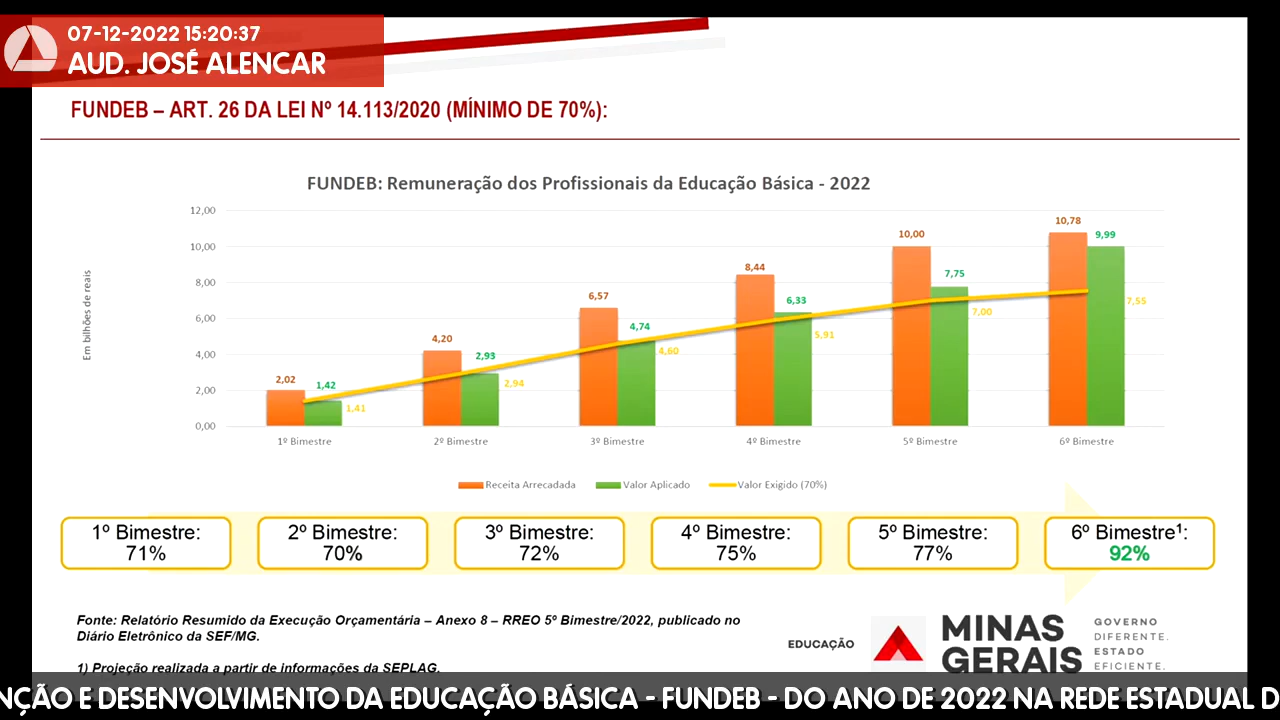 07-12-2022 15:20:37
AUD. JOSÉ ALENCAR
FUNDEB – ART. 26 DA LEI Nº 14.113/2020 (MÍNIMO DE 70%):
FUNDEB: Remuneração dos Profissionais da Educação Básica - 2022
Em bilhões de reais
12,00
10,00
8,00
6,00
4,00
2,00
0,00
2,02
1,42
1,41
4,20
2,93
2,94
6,57
4,74
4,60
8,44
6,33
5,91
10,00
7,75
7,00
10,78
9,99
7,55
1º Bimestre
2º Bimestre
3º Bimestre
4º Bimestre
5º Bimestre
6º Bimestre
Receita Arrecadada
Valor Aplicado
Valor Exigido (70%)
1º Bimestre:
71%
2º Bimestre:
70%
3º Bimestre:
72%
4º Bimestre:
75%
5º Bimestre:
77%
6º Bimestre¹:
92%
Fonte: Relatório Resumido da Execução Orçamentária – Anexo 8 – RREO 5º Bimestre/2022, publicado no
Diário Eletrônico da SEF/MG.
1) Projeção realizada a partir de informações da SEPLAG.
EDUCAÇÃO
MINAS
GERAIS
GOVERNO
DIFERENTE.
ESTADO
EFICIENTE.
NÇÃO E DESENVOLVIMENTO DA EDUCAÇÃO BÁSICA - FUNDEB - DO ANO DE 2022 NA REDE ESTADUAL D